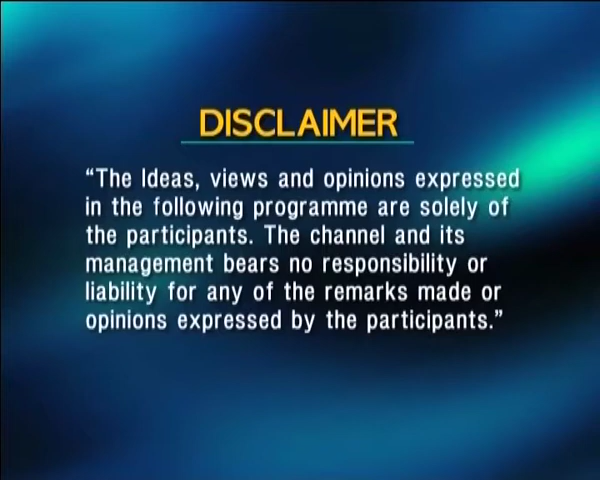 DISCLAIMER
“The Ideas, views and opinions expressed
in the following programme are solely of
the participants. The channel and its
management bears no responsibility or
liability for any of the remarks made or
opinions expressed by the participants.”